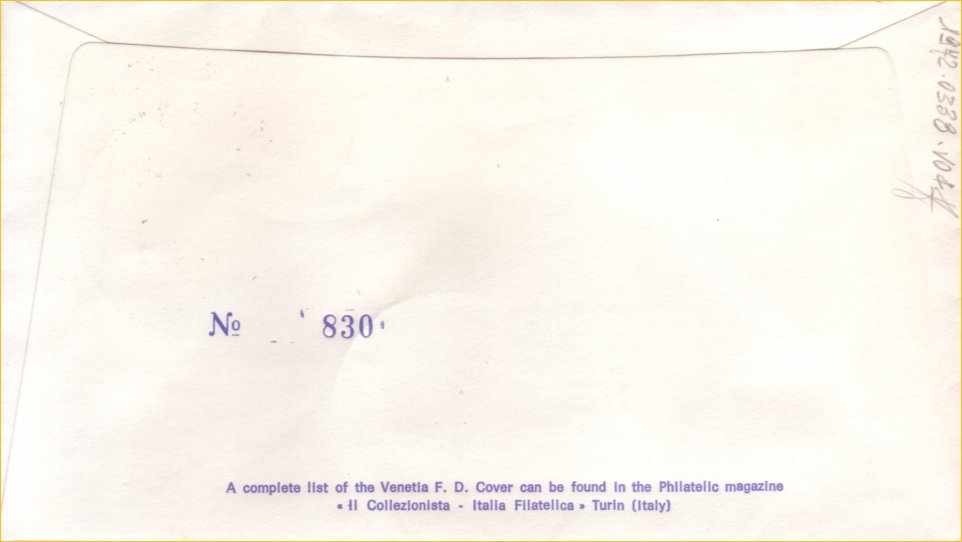 № 830
A complete list of the Venetia F. D. Cover can be found in the Philatelic magazine
« Il Collezionista - Italia Filatelica » Turin (Italy)